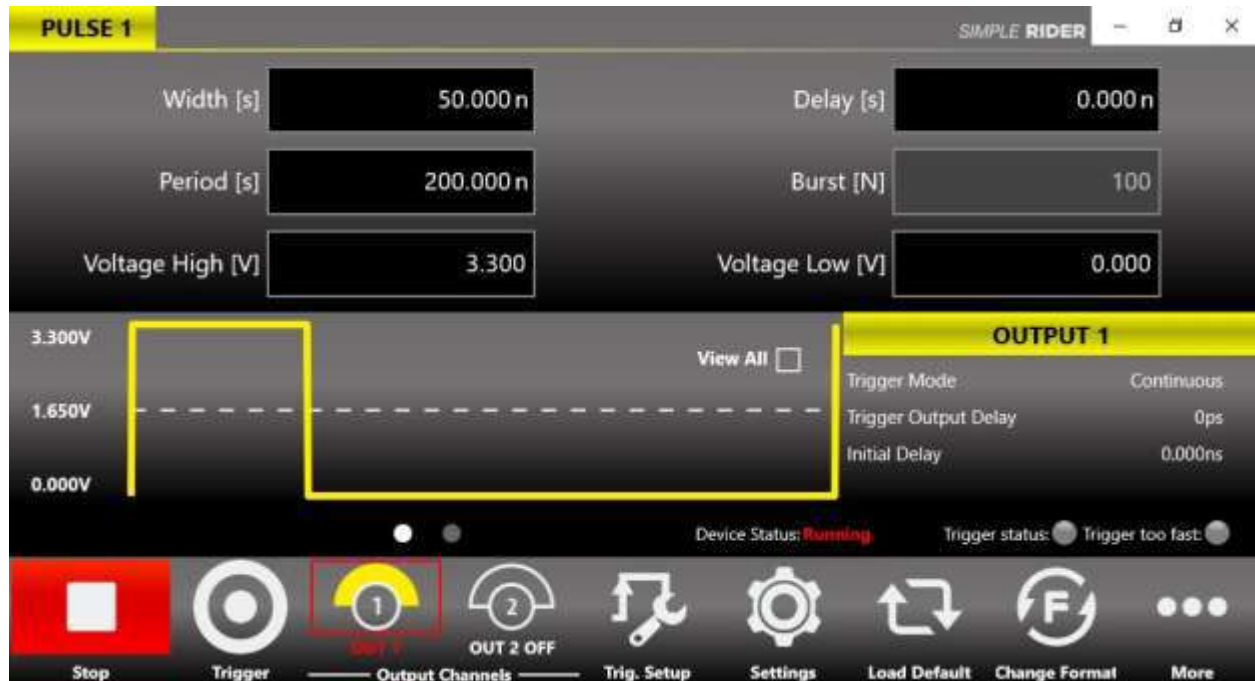 PULSE 1
SIMPLE RIDER
Width [s] 50.000 n Delay [s] 0.000 n
Period [s] 200.000 n Burst [N] 100
Voltage High [V] 3.300 Voltage Low [V] 0.000
3.300V
View All
1.650V
0.000V
OUTPUT 1
Trigger Mode Continuous
Trigger Output Delay 0ps
Initial Delay 0.000ns
Device Status: Running Trigger status: Trigger too fast:
1 2 F
OUT 1 OUT 2 OFF
Stop Trigger Output Channels Trig. Setup Settings Load Default Change Format More